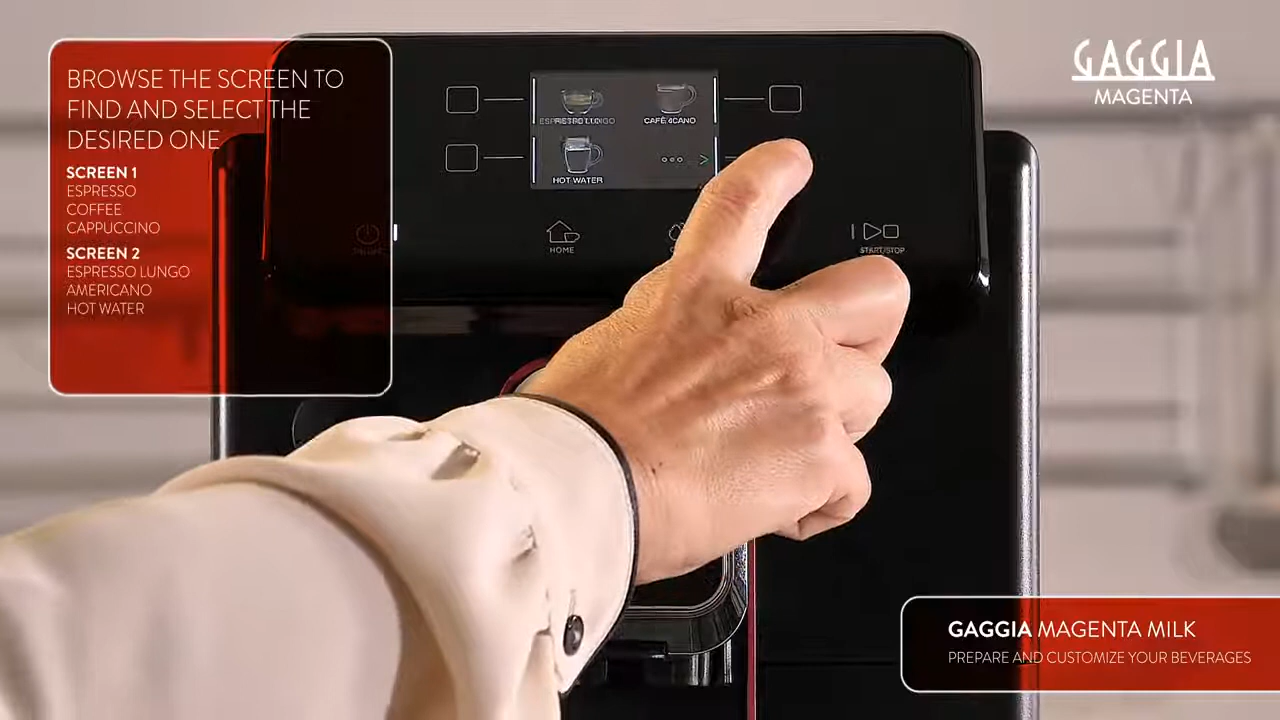 BROWSE THE SCREEN TO
FIND AND SELECT THE
DESIRED ONE
SCREEN 1
ESPRESSO
COFFEE
CAPPUCCINO
SCREEN 2
ESPRESSO LUNGO
AMERICANO
HOT WATER
GAGGIA
MAGENTA
HOT WATER
HOME
START/STOP
GAGGIA MAGENTA MILK
PREPARE AND CUSTOMIZE YOUR BEVERAGES